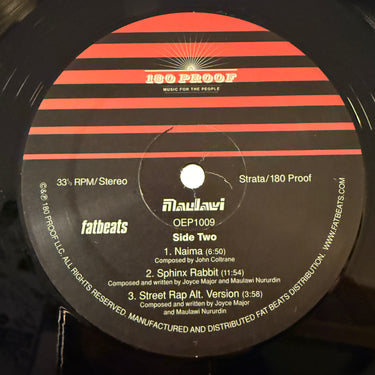 180 PROOF
MUSIC FOR THE PEOPLE
33⅓ RPM/Stereo
Strata/180 Proof
Maulawi
OEP1009
fatbeats
Side Two
1. Naima (6:50)
Composed by John Coltrane
2. Sphinx Rabbit (11:54)
Composed and written by Joyce Major and Maulawi Nururdin
3. Street Rap Alt. Version (3:58)
Composed and written by Joyce Major
and Maulawi Nururdin
©&℗ 180 PROOF LLC. ALL RIGHTS RESERVED. MANUFACTURED AND DISTRIBUTED FAT BEATS DISTRIBUTION. WWW.FATBEATS.COM